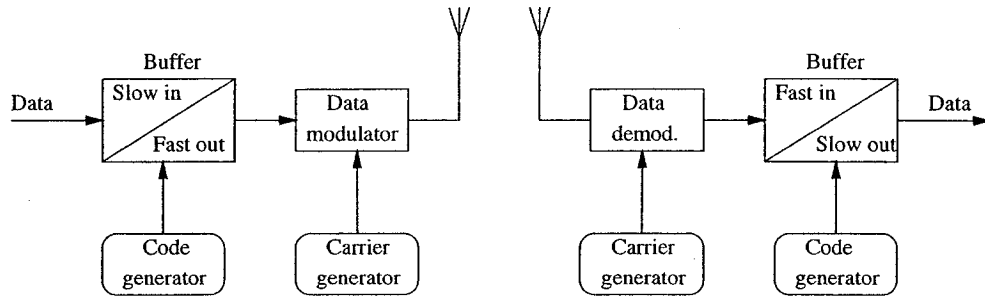 Buffer
Data
Slow in
Fast out
Data
modulator
Code
generator
Carrier
generator
Data
demod.
Buffer
Fast in
Slow out
Data
Carrier
generator
Code
generator